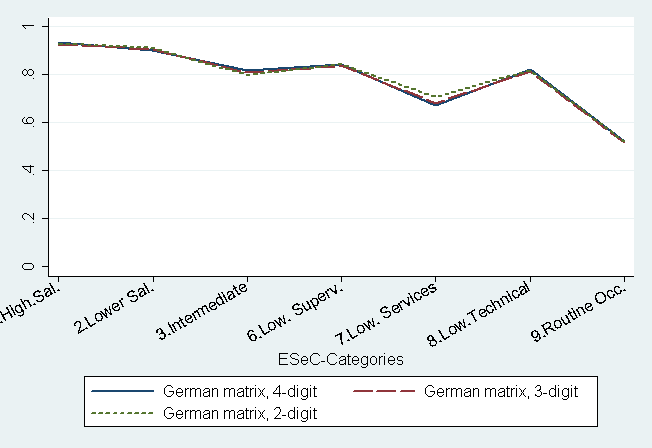 1
.8
.6
.4
.2
0
.High.Sal.
2.Lower Sal.
3.Intermediate
6.Low. Superv.
7.Low. Services
8.Low.Technical
9.Routine Occ.
ESeC-Categories
German matrix, 4-digit
German matrix, 3-digit
German matrix, 2-digit